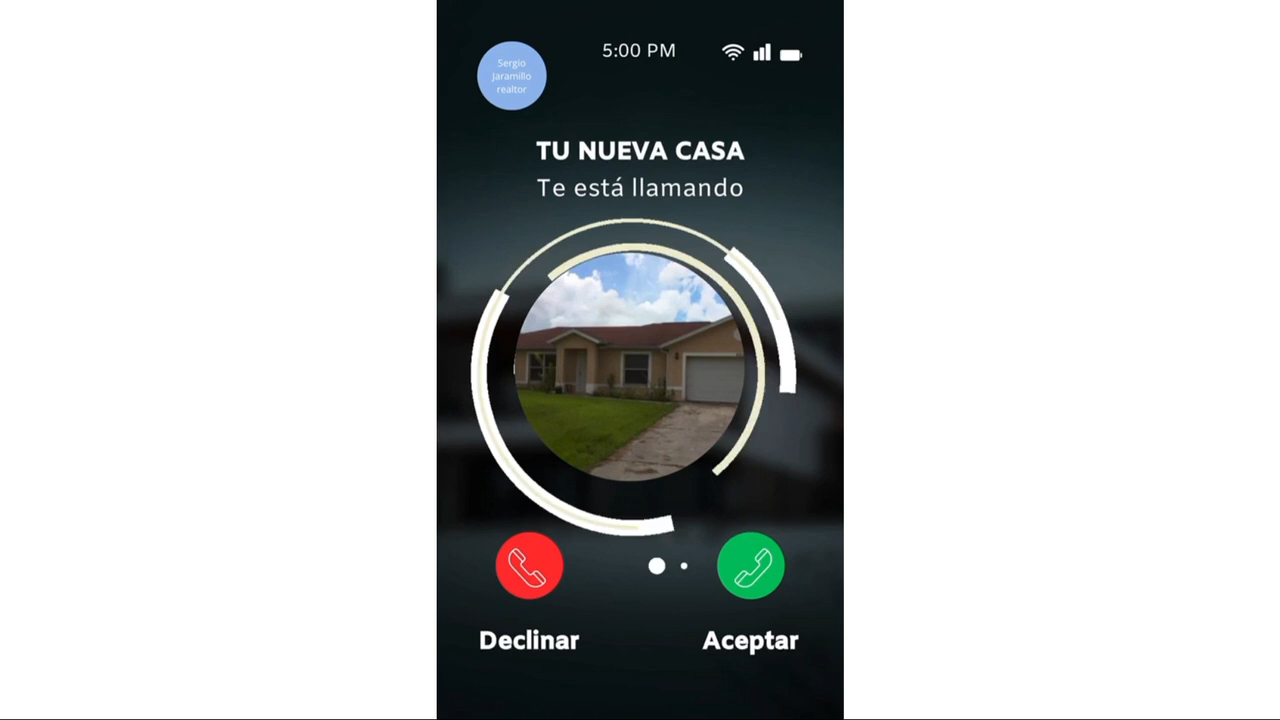 Sergio
Jaramillo
realtor
5:00 PM
TU NUEVA CASA
Te está llamando
Declinar
Aceptar